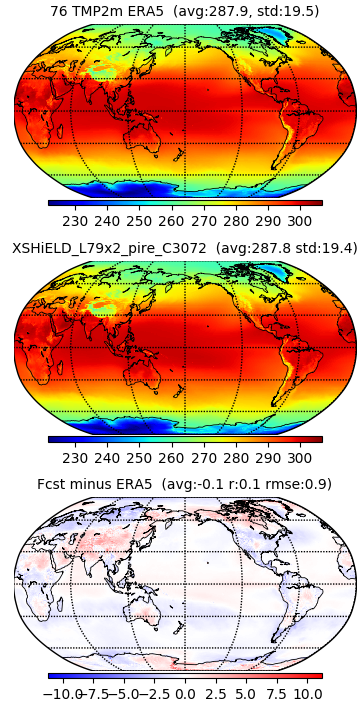 76 TMP2m ERA5  (avg:287.9, std:19.5)
230 240 250 260 270 280 290 300
XSHiELD_L79x2_pire_C3072  (avg:287.8 std:19.4)
230 240 250 260 270 280 290 300
Fcst minus ERA5  (avg:-0.1 r:0.1 rmse:0.9)
−10.0 −7.5 −5.0 −2.5 0.0 2.5 5.0 7.5 10.0